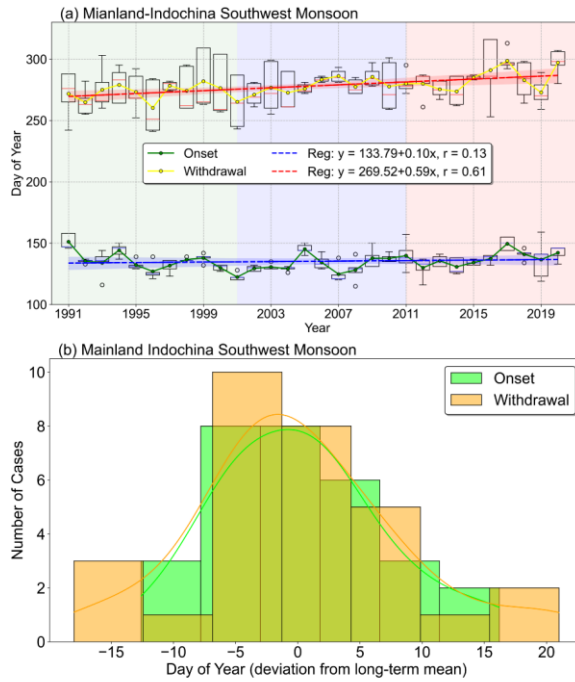 (a) Mianland-Indochina Southwest Monsoon
300
250
200
150
100
Day of Year
Onset
Withdrawal
Reg: y = 133.79+0.10x, r = 0.13
Reg: y = 269.52+0.59x, r = 0.61
1991 1995 1999 2003 2007 2011 2015 2019
Year
(b) Mainland Indochina Southwest Monsoon
10
8
6
4
2
0
Number of Cases
Onset
Withdrawal
−15 −10 −5 0 5 10 15 20
Day of Year (deviation from long-term mean)